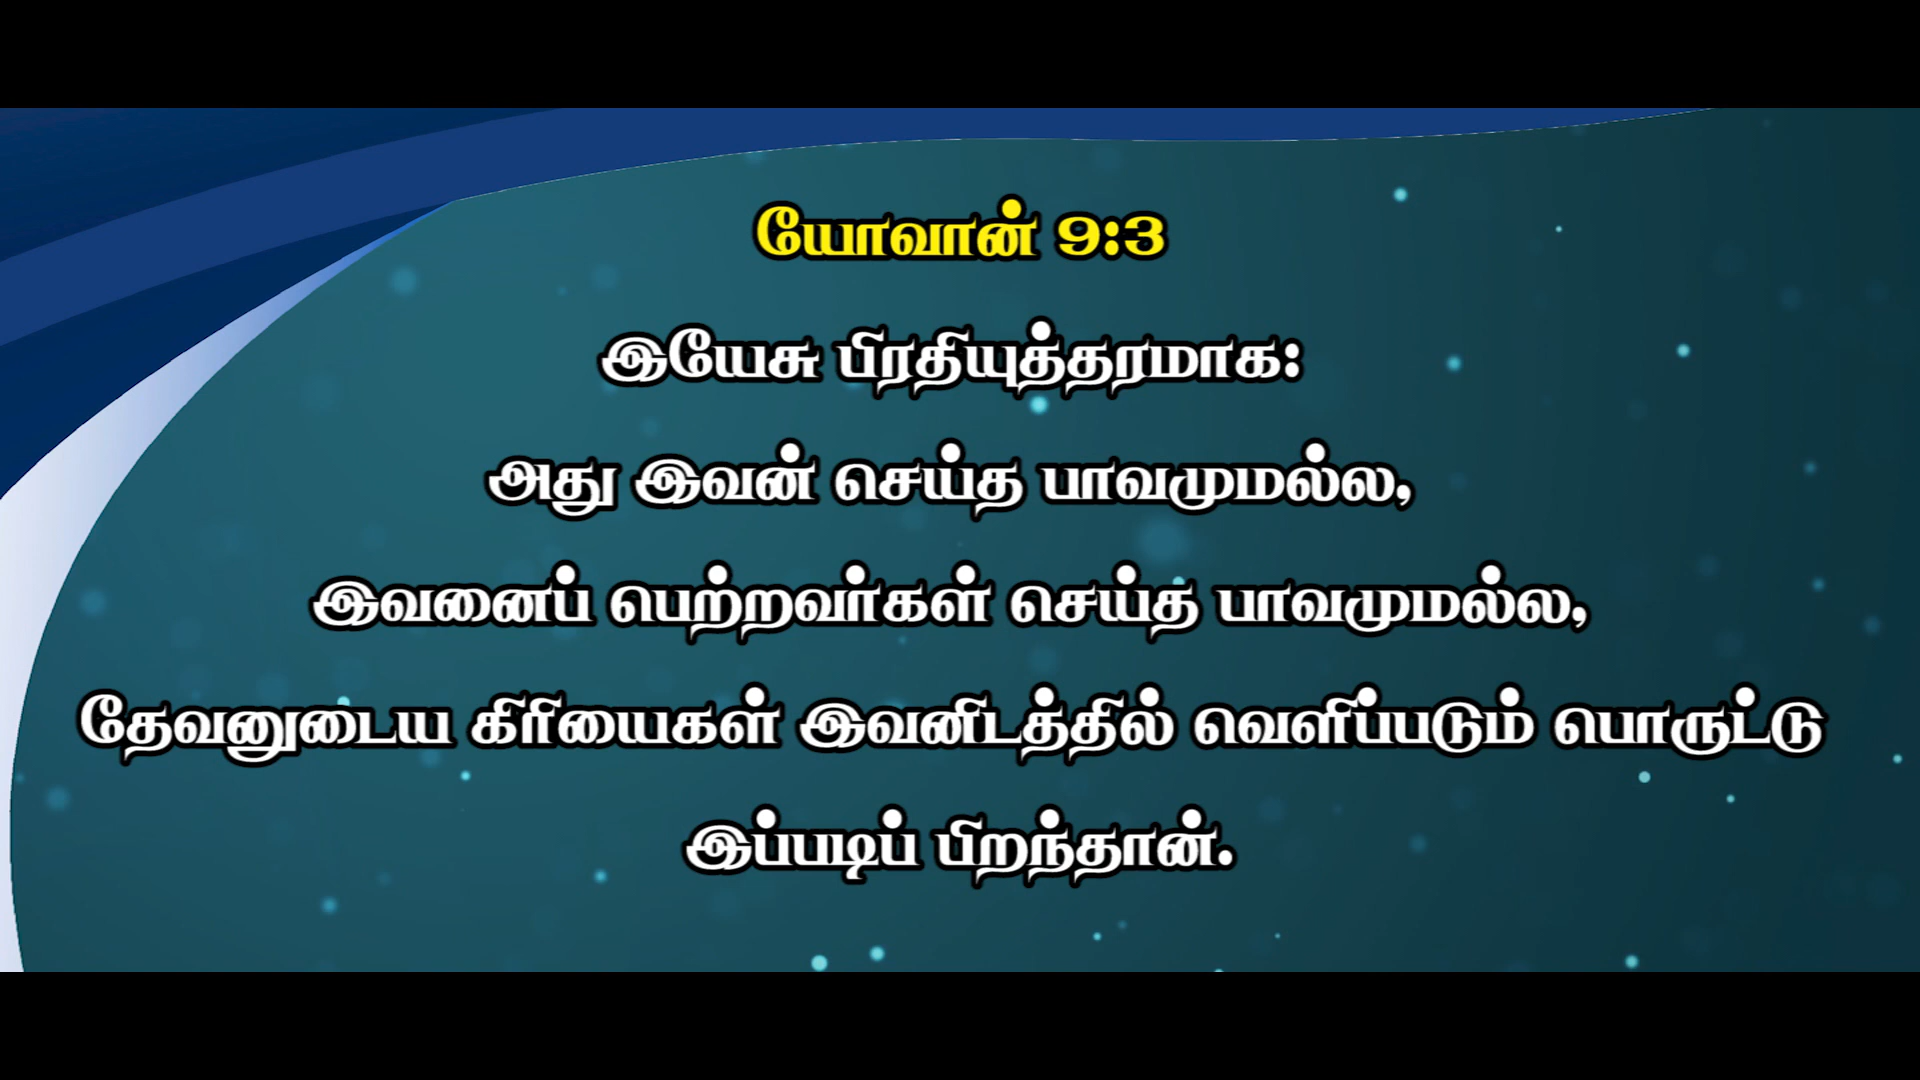 யோவான் 9:3
இயேசு பிரதியுத்தரமாக:
அது இவன் செய்த பாவமுமல்ல,
இவனைப் பெற்றவர்கள் செய்த பாவமுமல்ல,
தேவனுடைய கிரியைகள் இவனிடத்தில் வெளிப்படும் பொருட்டு
இப்படிப் பிறந்தான்.